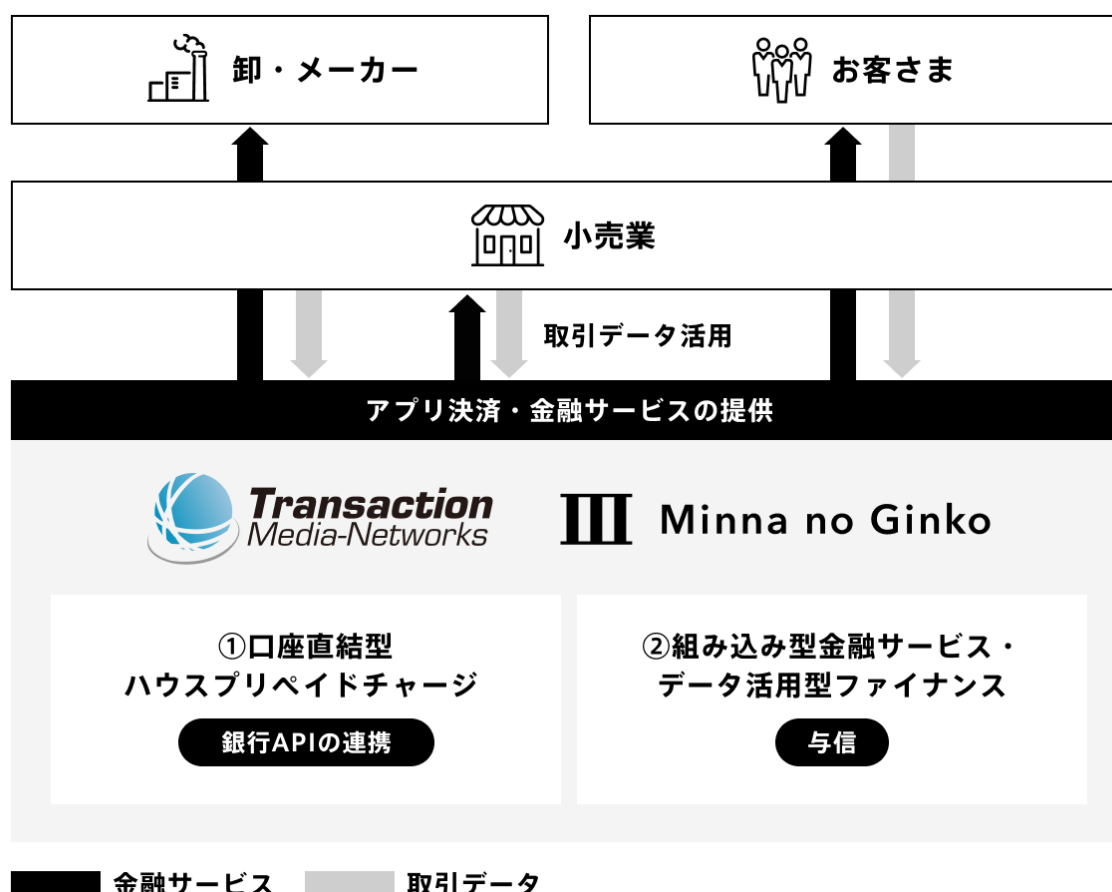 卸・メーカー
お客さま
小売業
取引データ活用
アプリ決済・金融サービスの提供
Transaction
Media-Networks
Minna no Ginko
①口座直結型
ハウスプリペイドチャージ
銀行APIの連携
②組み込み型金融サービス・
データ活用型ファイナンス
与信
金融サービス
取引データ